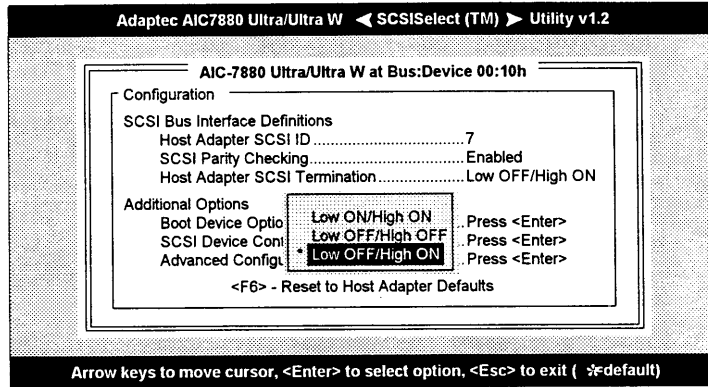 Adaptec AIC7880 Ultra/Ultra W ◄ SCSISelect (TM) ► Utility v1.2
AIC-7880 Ultra/Ultra W at Bus:Device 00:10h
Configuration
SCSI Bus Interface Definitions
Host Adapter SCSI ID..............................7
SCSI Parity Checking..............................Enabled
Host Adapter SCSI Termination.................Low OFF/High ON
Additional Options
Boot Device Optio ..Press <Enter>
SCSI Device Conf ..Press <Enter>
Advanced Configu ..Press <Enter>
Low ON/High ON
Low OFF/High OFF
* Low OFF/High ON
<F6> - Reset to Host Adapter Defaults
Arrow keys to move cursor, <Enter> to select option, <Esc> to exit ( *=default)